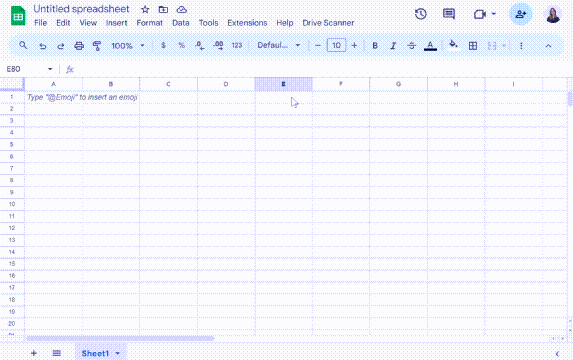 Untitled spreadsheet
File Edit View Insert Format Data Tools Extensions Help Drive Scanner
100% $ % .0 .00 123 Defaul... − 10 + B I S A
E80 fx
A B C D E F G H I
1 Type "@Emoji" to insert an emoji
2
3
4
5
6
7
8
9
10
11
12
13
14
15
16
17
18
19
20
Sheet1